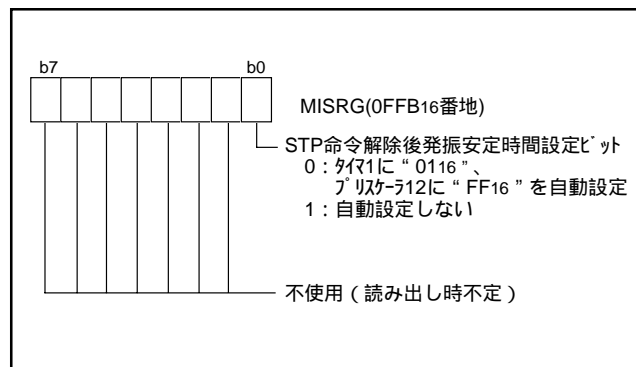 b7 b0
MISRG(0FFB16番地)
STP命令解除後発振安定時間設定ビット
0：タイマ1に“0116”、
プリスケーラ12に“FF16”を自動設定
1：自動設定しない
不使用（読み出し時不定）